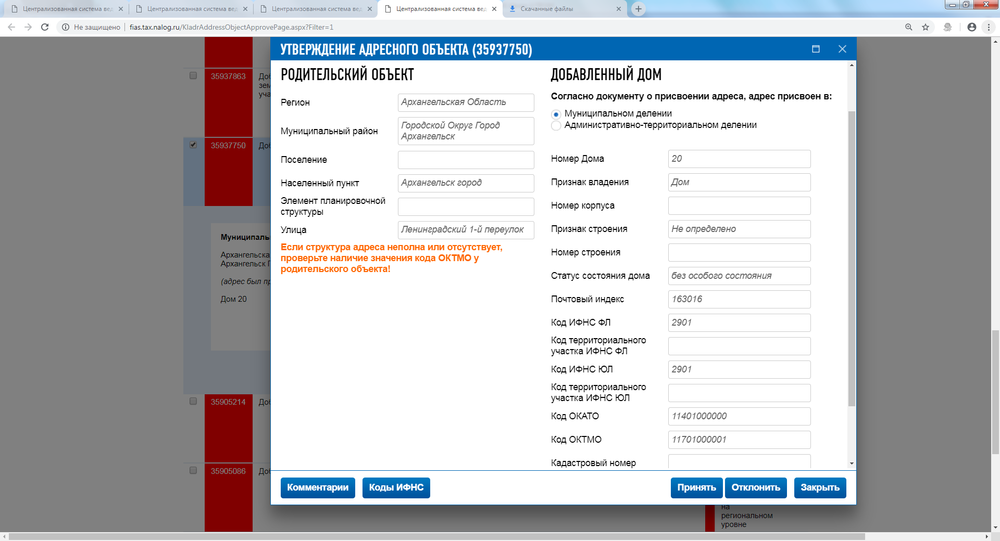 Централизованная система вед
Централизованная система вед
Централизованная система вед
Централизованная система вед
Скачанные файлы
Не защищено
fias.tax.nalog.ru/KladrAddressObjectApprovePage.aspx?Filter=1
35937863
Доб
зем
уча
35937750
Доб
Муниципаль
Архангельска
Архангельск Г
(адрес был пр
Дом 20
35905214
Доб
35905086
Доб
УТВЕРЖДЕНИЕ АДРЕСНОГО ОБЪЕКТА (35937750)
РОДИТЕЛЬСКИЙ ОБЪЕКТ
Регион
Архангельская Область
Муниципальный район
Городской Округ Город
Архангельск
Поселение
Населенный пункт
Архангельск город
Элемент планировочной
структуры
Улица
Ленинградский 1-й переулок
Если структура адреса неполна или отсутствует,
проверьте наличие значения кода ОКТМО у
родительского объекта!
ДОБАВЛЕННЫЙ ДОМ
Согласно документу о присвоении адреса, адрес присвоен в:
Муниципальном делении
Административно-территориальном делении
Номер Дома
20
Признак владения
Дом
Номер корпуса
Признак строения
Не определено
Номер строения
Статус состояния дома
без особого состояния
Почтовый индекс
163016
Код ИФНС ФЛ
2901
Код территориального
участка ИФНС ФЛ
Код ИФНС ЮЛ
2901
Код территориального
участка ИФНС ЮЛ
Код ОКАТО
11401000000
Код ОКТМО
11701000001
Кадастровый номер
Комментарии
Коды ИФНС
Принять
Отклонить
Закрыть
на
региональном
уровне